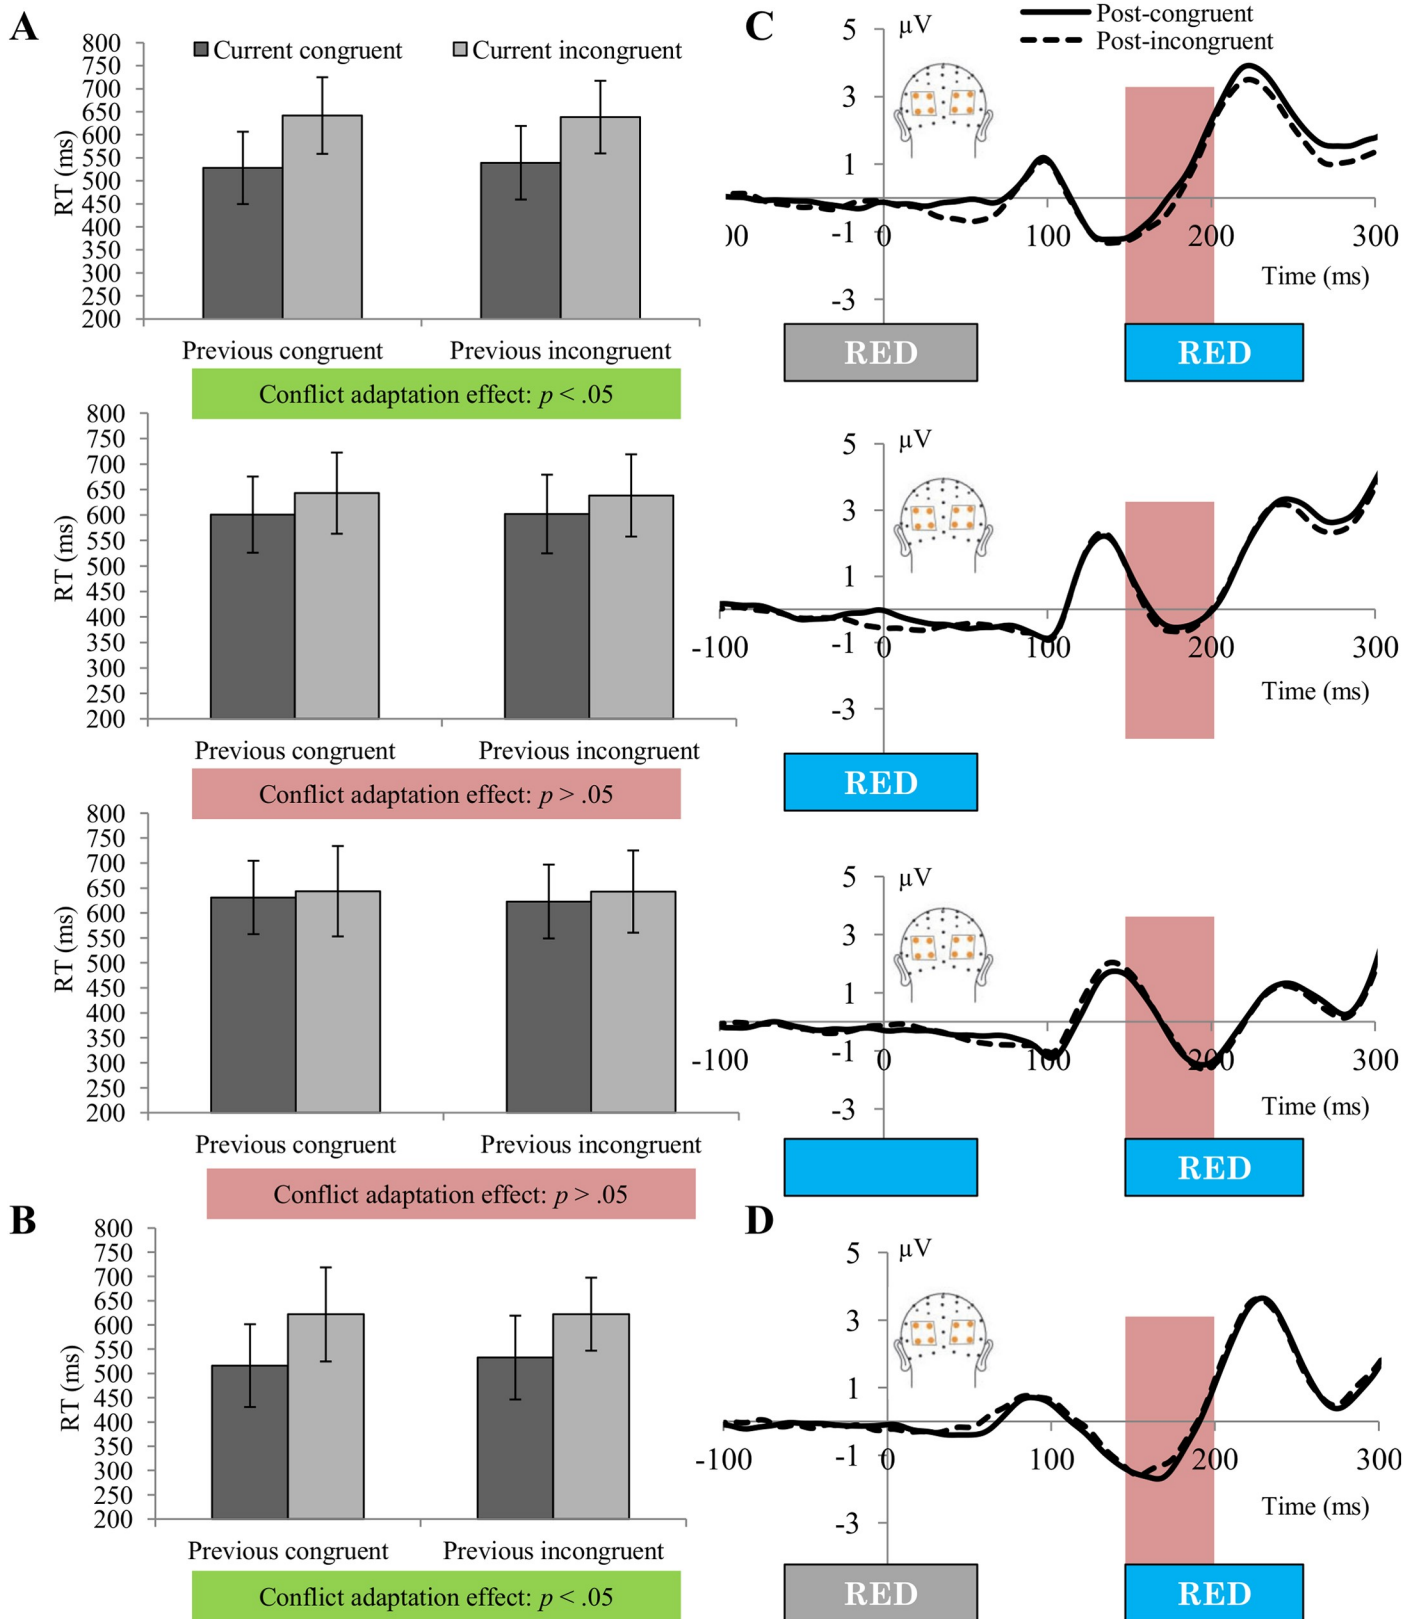 A
RT (ms)
800
750
700
650
600
550
500
450
400
350
300
250
200
Current congruent
Current incongruent
Previous congruent
Previous incongruent
Conflict adaptation effect: p < .05
RT (ms)
800
750
700
650
600
550
500
450
400
350
300
250
200
Previous congruent
Previous incongruent
Conflict adaptation effect: p > .05
RT (ms)
800
750
700
650
600
550
500
450
400
350
300
250
200
Previous congruent
Previous incongruent
Conflict adaptation effect: p > .05
B
RT (ms)
800
750
700
650
600
550
500
450
400
350
300
250
200
Previous congruent
Previous incongruent
Conflict adaptation effect: p < .05
C
Post-congruent
Post-incongruent
µV
5
3
1
-1
-3
00
0
100
200
300
Time (ms)
RED
RED
µV
5
3
1
-1
-3
-100
0
100
200
300
Time (ms)
RED
µV
5
3
1
-1
-3
-100
0
100
200
300
Time (ms)
RED
D
µV
5
3
1
-1
-3
-100
0
100
200
300
Time (ms)
RED
RED